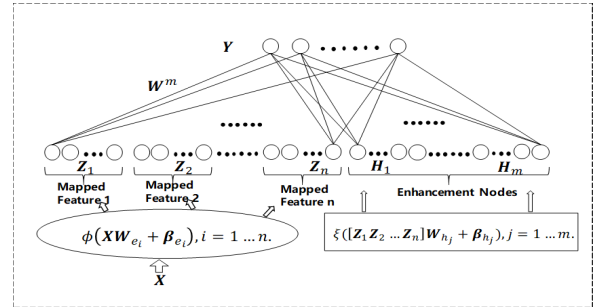 Y
W^m
Z_1 Z_2 Z_n H_1 H_m
Mapped Feature 1
Mapped Feature 2
Mapped Feature n
Enhancement Nodes
ϕ(XW_{e_i} + β_{e_i}), i = 1 … n.
ξ([Z_1 Z_2 … Z_n]W_{h_j} + β_{h_j}), j = 1 … m.
X